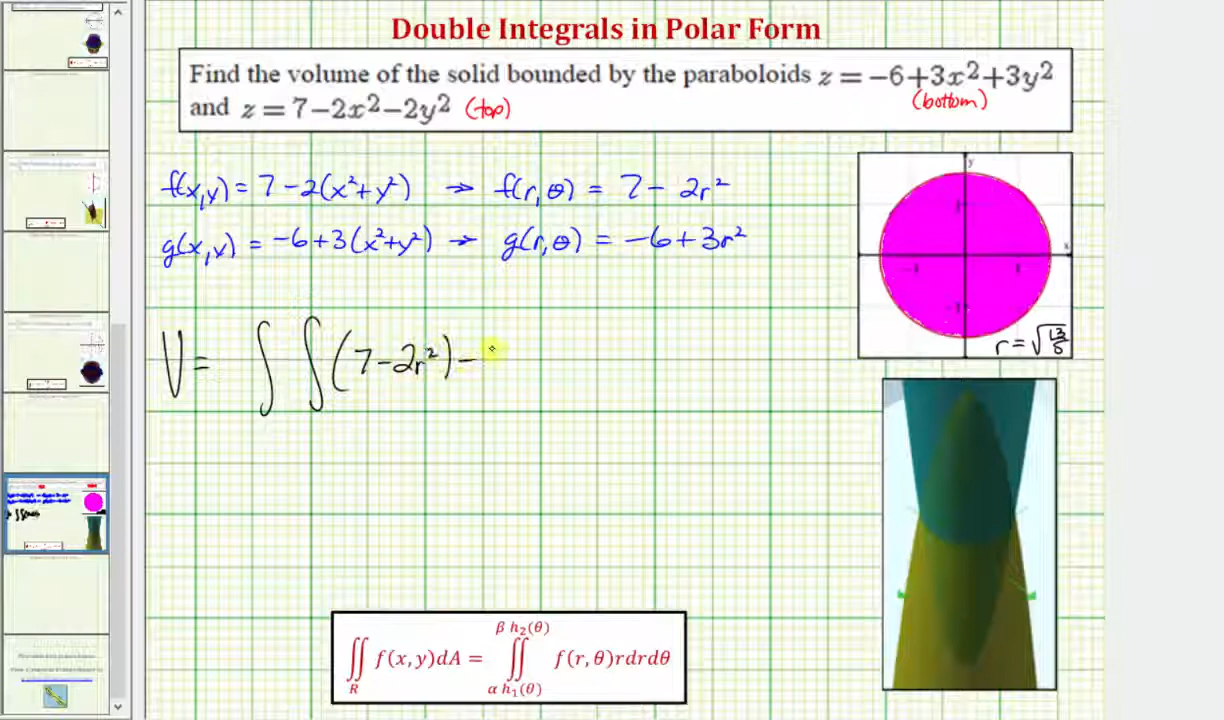 Double Integrals in Polar Form
Find the volume of the solid bounded by the paraboloids z = −6+3x²+3y²
(bottom)
and z = 7−2x²−2y² (top)
f(x,y) = 7−2(x²+y²) → f(r,θ) = 7− 2r²
g(x,y) = −6+3(x²+y²) → g(r,θ) = −6+3r²
y
x
r = √13/5
V = ∫ ∫ (7−2r²) −
β h₂(θ)
∬ f(x,y)dA = ∬ f(r,θ)rdrdθ
R α h₁(θ)